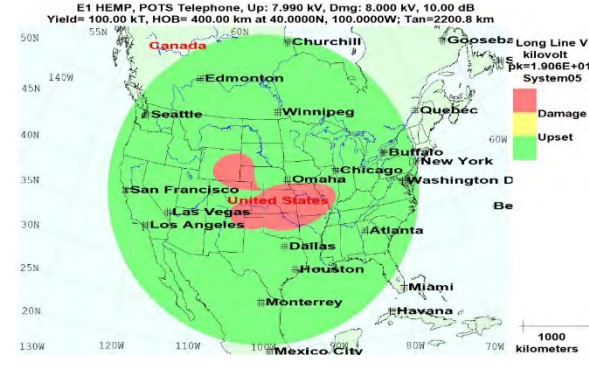 E1 HEMP, POTS Telephone, Up: 7.990 kV, Dmg: 8.000 kV, 10.00 dB
Yield= 100.00 kT, HOB= 400.00 km at 40.0000N, 100.0000W; Tan=2200.8 km
50N
55N
60N
Canada
Churchill
Gooseba
Long Line V
kilovolt
pk=1.906E+01
System05
140W
Edmonton
45N
Seattle
Winnipeg
Quebec
Damage
Upset
40N
60W
Buffalo
Chicago
New York
35N
San Francisco
Omaha
Washington D
United States
Be
Las Vegas
30N
Los Angeles
Atlanta
Dallas
25N
Houston
Miami
20N
Monterrey
Havana
1000
kilometers
130W
120W
110W
100W
90W
80W
70W
Mexico City